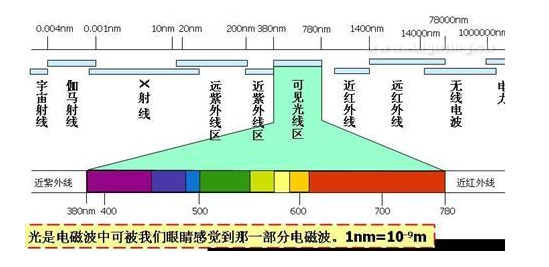 0.004nm 0.001nm 10nm 20nm 200nm 380nm 780nm 1400nm 14000nm 78000nm 1000000nm
宇宙射线
伽马射线
X射线
远紫外线区
近紫外线区
可见光线区
近红外线
远红外线
无线电波
电力
近紫外线
近红外线
380nm 400 500 600 700 780
光是电磁波中可被我们眼睛感觉到那一部分电磁波。1nm=10⁻⁹m